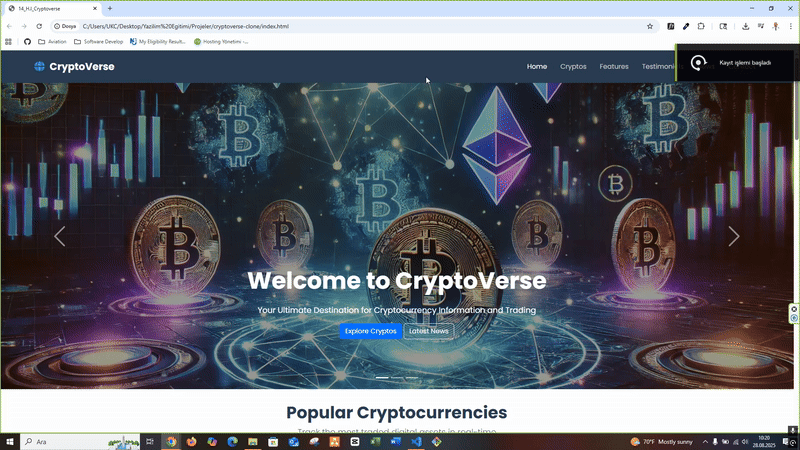 14_HJ_Cryptoverse
Dosya
C:/Users/UKC/Desktop/Yazilim%20Egitimi/Projeler/cryptoverse-clone/index.html
Aviation
Software Develop
My Eligibility Result...
Hosting Yönetimi -...
CryptoVerse
Home
Cryptos
Features
Kayıt işlemi başladı
Welcome to CryptoVerse
Your Ultimate Destination for Cryptocurrency Information and Trading
Explore Cryptos
Latest News
Popular Cryptocurrencies
Track the most traded digital assets in real-time
Ara
70°F Mostly sunny
10:20
28.08.2025